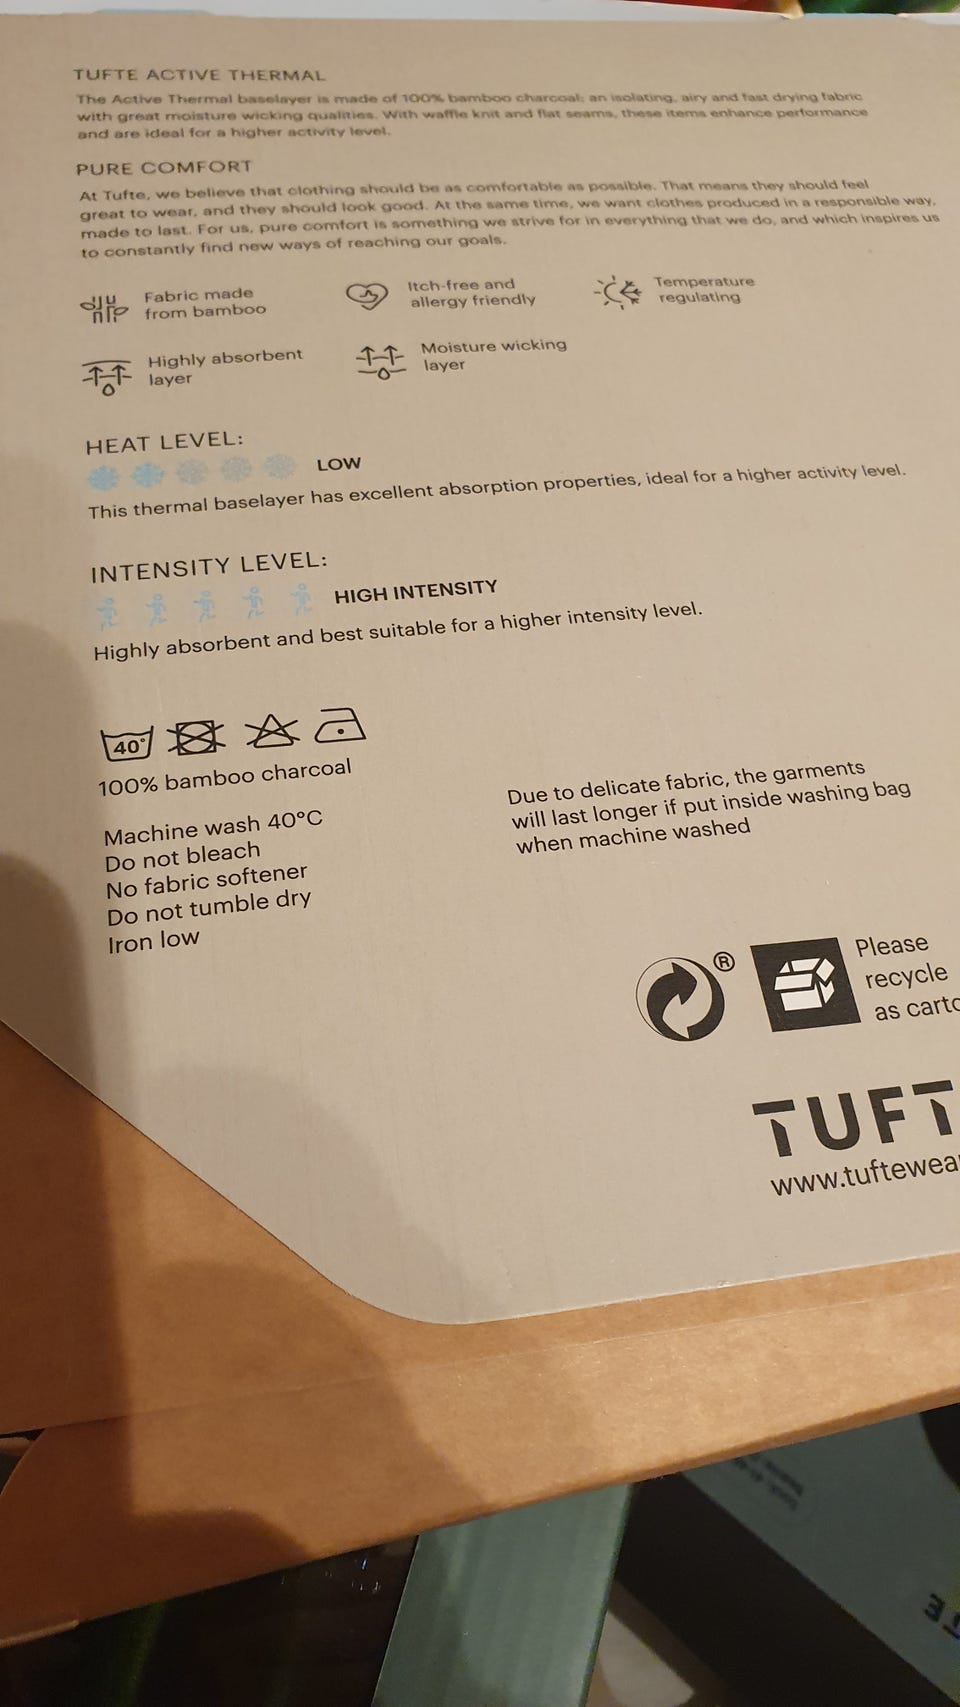 TUFTE ACTIVE THERMAL
The Active Thermal baselayer is made of 100% bamboo charcoal; an isolating, airy and fast drying fabric
with great moisture wicking qualities. With waffle knit and flat seams, these items enhance performance
and are ideal for a higher activity level.
PURE COMFORT
At Tufte, we believe that clothing should be as comfortable as possible. That means they should feel
great to wear, and they should look good. At the same time, we want clothes produced in a responsible way,
made to last. For us, pure comfort is something we strive for in everything that we do, and which inspires us
to constantly find new ways of reaching our goals.
Fabric made
from bamboo
Itch-free and
allergy friendly
Temperature
regulating
Highly absorbent
layer
Moisture wicking
layer
HEAT LEVEL:
LOW
This thermal baselayer has excellent absorption properties, ideal for a higher activity level.
INTENSITY LEVEL:
HIGH INTENSITY
Highly absorbent and best suitable for a higher intensity level.
40°
100% bamboo charcoal
Machine wash 40°C
Do not bleach
No fabric softener
Do not tumble dry
Iron low
Due to delicate fabric, the garments
will last longer if put inside washing bag
when machine washed
®
Please
recycle
as carto
TUFT
www.tuftewear